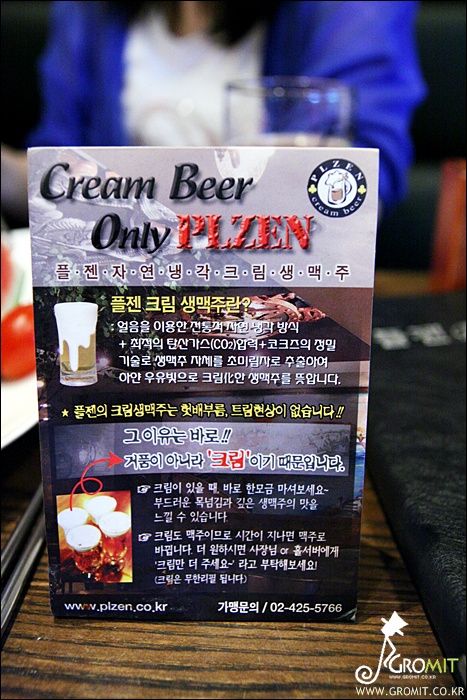 Cream Beer
Only PLZEN
PLZEN
cream beer
플·젠·자·연·냉·각·크·림·생·맥·주
플젠 크림 생맥주란?
얼음을 이용한 전통적 자연 냉각 방식
+ 최적의 탄산가스(CO2)압력+코크스의 정밀
기술로 생맥주 자체를 초미립자로 추출하여
하얀 우유빛으로 크림화한 생맥주를 뜻합니다.
★ 플젠의 크림생맥주는 헛배부름, 트림현상이 없습니다!!
그 이유는 바로!!
거품이 아니라 '크림'이기 때문입니다.
☞ 크림이 있을 때, 바로 한모금 마셔보세요~
부드러운 목넘김과 깊은 생맥주의 맛을
느낄 수 있습니다
☞ 크림도 맥주이므로 시간이 지나면 맥주로
바뀝니다. 더 원하시면 사장님 or 홀서버에게
'크림만 더 주세요~' 라고 부탁해보세요!
(크림은 무한리필 됩니다)
www.plzen.co.kr
가맹문의 / 02-425-5766
GROMIT
WWW.GROMIT.CO.KR
WWW.GROMIT.CO.KR